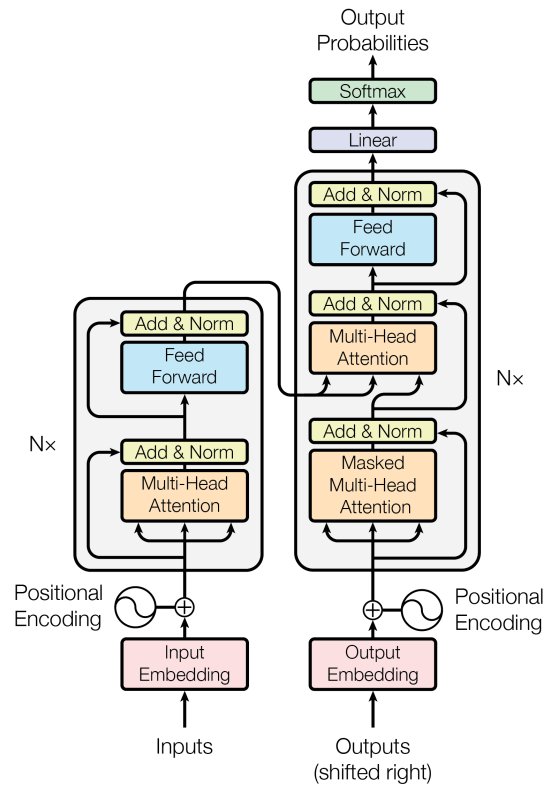 Output
Probabilities
Softmax
Linear
Add & Norm
Feed
Forward
Add & Norm
Multi-Head
Attention
Add & Norm
Masked
Multi-Head
Attention
N×
Add & Norm
Feed
Forward
Add & Norm
Multi-Head
Attention
N×
Positional
Encoding
Positional
Encoding
Input
Embedding
Output
Embedding
Inputs
Outputs
(shifted right)